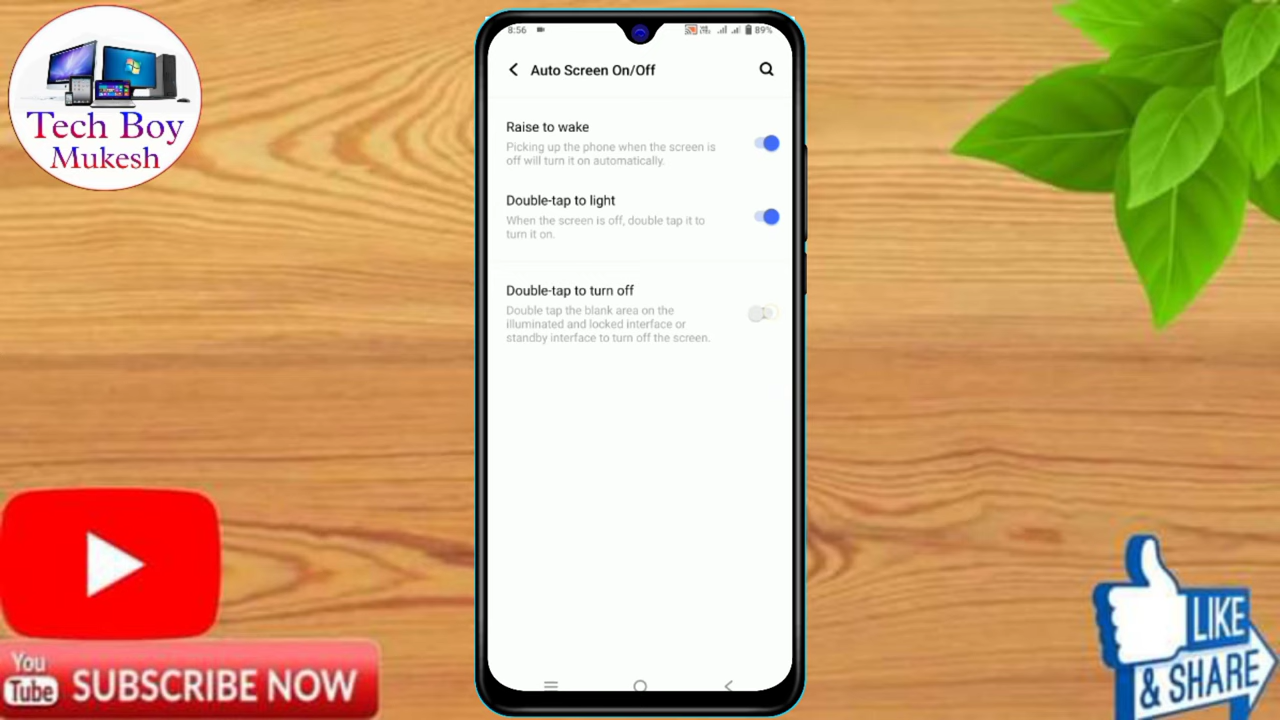 Tech Boy
Mukesh
8:56
89%
Auto Screen On/Off
Raise to wake
Picking up the phone when the screen is
off will turn it on automatically.
Double-tap to light
When the screen is off, double tap it to
turn it on.
Double-tap to turn off
Double tap the blank area on the
illuminated and locked interface or
standby interface to turn off the screen.
You
Tube
SUBSCRIBE NOW
LIKE
& SHARE